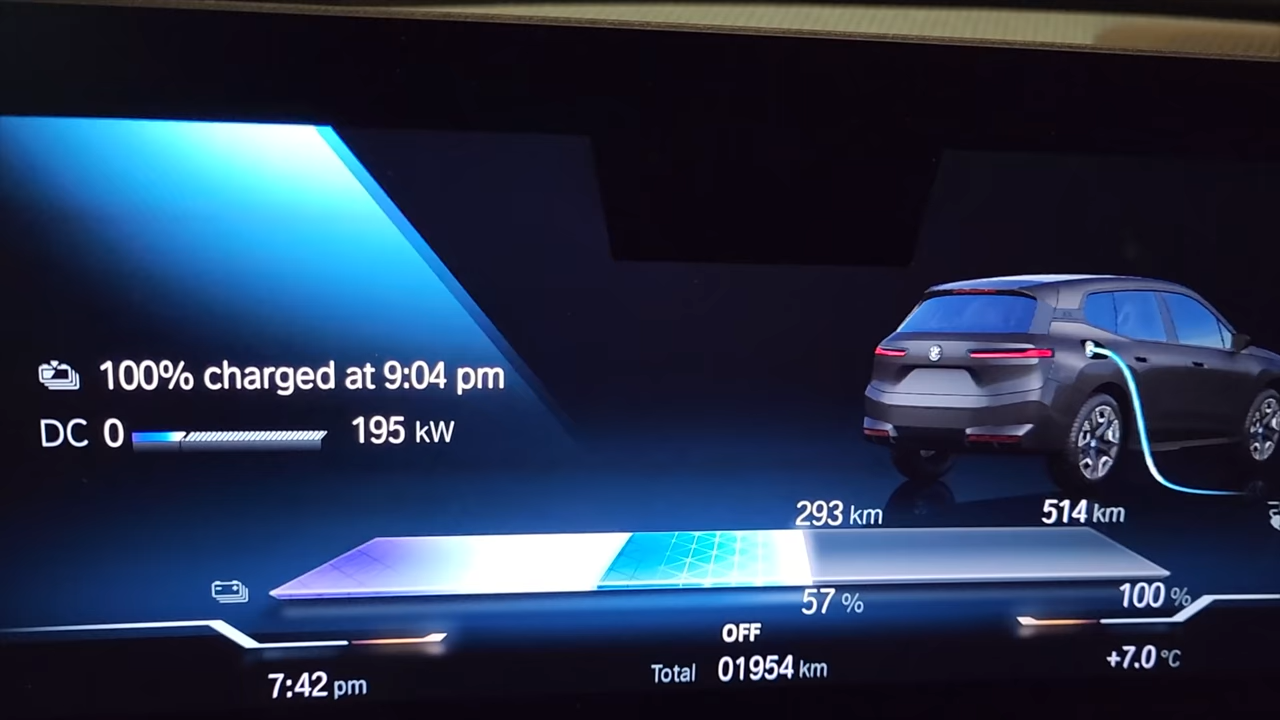 100% charged at 9:04 pm
DC 0 195 kW
293 km 514 km
57 % 100 %
OFF
Total 01954 km
+7.0 °C
7:42 pm